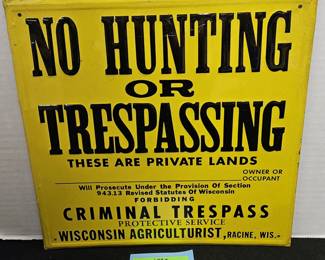 NO HUNTING
OR
TRESPASSING
THESE ARE PRIVATE LANDS
OWNER OR
OCCUPANT
Will Prosecute Under the Provision Of Section
943.13 Revised Statutes Of Wisconsin
FORBIDDING
CRIMINAL TRESPASS
PROTECTIVE SERVICE
-WISCONSIN AGRICULTURIST, RACINE, WIS.-